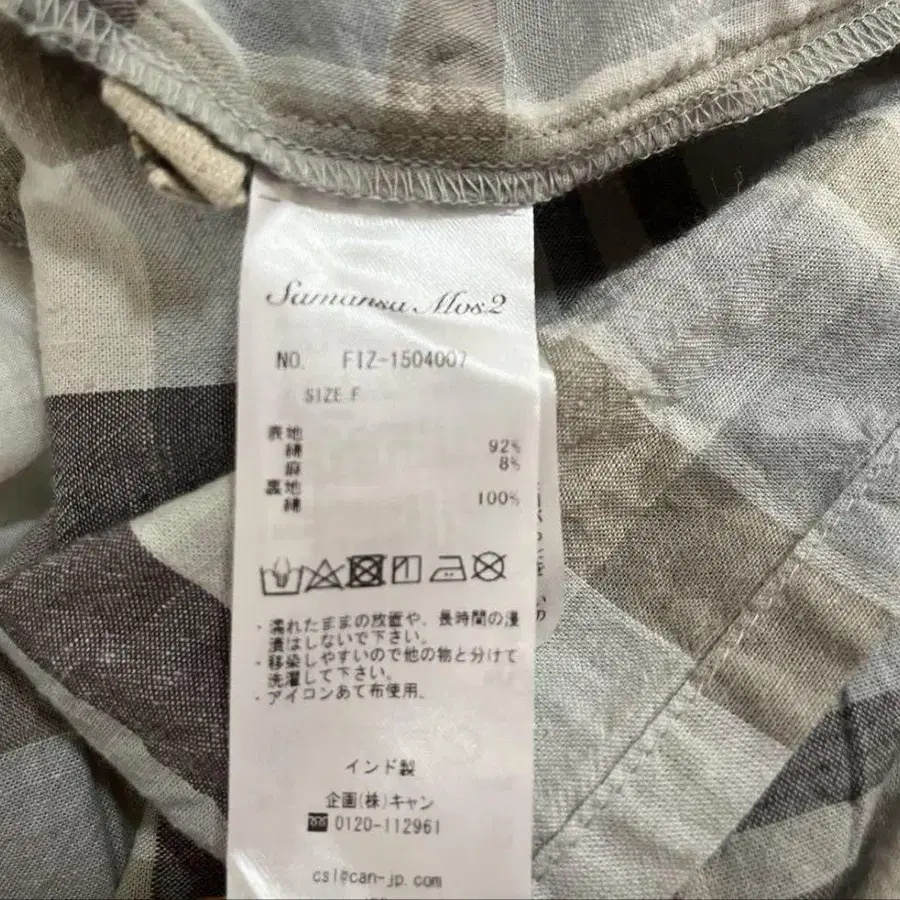 Samansa Mos2
NO. FIZ-1504007
SIZE F
表地
綿 92%
麻 8%
裏地
綿 100%
・濡れたままの放置や、長時間の浸
漬はしないで下さい。
・移染しやすいので他の物と分けて
洗濯して下さい。
・アイコンあて布使用。
インド製
企画(株)キャン
0120-112961
csl@can-jp.com